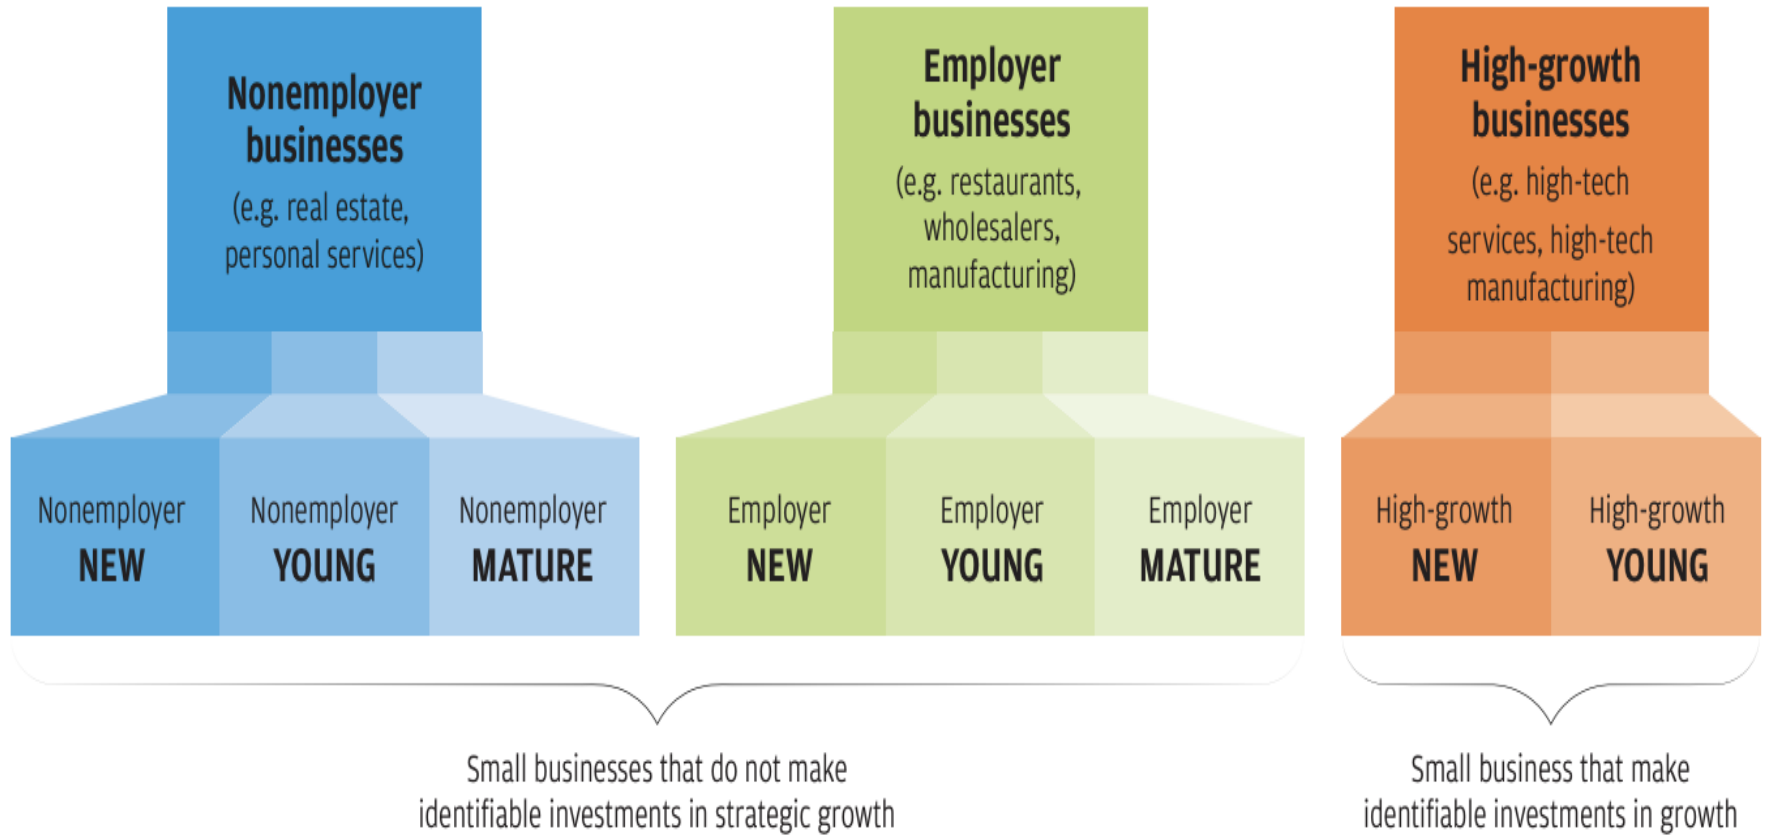 Nonemployer
businesses
(e.g. real estate,
personal services)
Employer
businesses
(e.g. restaurants,
wholesalers,
manufacturing)
High-growth
businesses
(e.g. high-tech
services, high-tech
manufacturing)
Nonemployer
NEW
Nonemployer
YOUNG
Nonemployer
MATURE
Employer
NEW
Employer
YOUNG
Employer
MATURE
High-growth
NEW
High-growth
YOUNG
Small businesses that do not make
identifiable investments in strategic growth
Small business that make
identifiable investments in growth